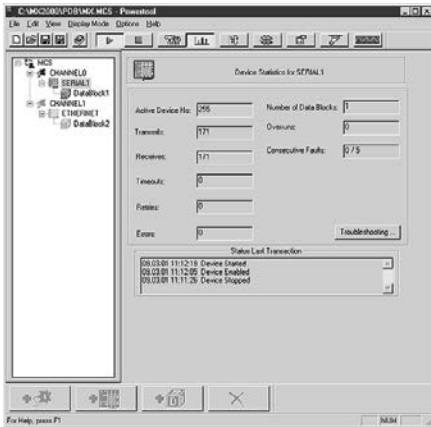 C:\MX2000\PDB\MX.MCS - Powertool
File Edit View Display Mode Options Help
MCS
CHANNEL0
SERIAL1
DataBlock1
CHANNEL1
ETHERNET
DataBlock2
Device Statistics for SERIAL1
Active Device No: 255
Number of Data Blocks: 1
Transmits: 171
Overruns: 0
Receives: 171
Consecutive Faults: 0 / 5
Timeouts: 0
Retries: 0
Errors: 0
Troubleshooting ...
Status Last Transaction
09.03.01 11:12:19 Device Started
09.03.01 11:12:05 Device Enabled
09.03.01 11:11:26 Device Stopped
For Help, press F1
NUM